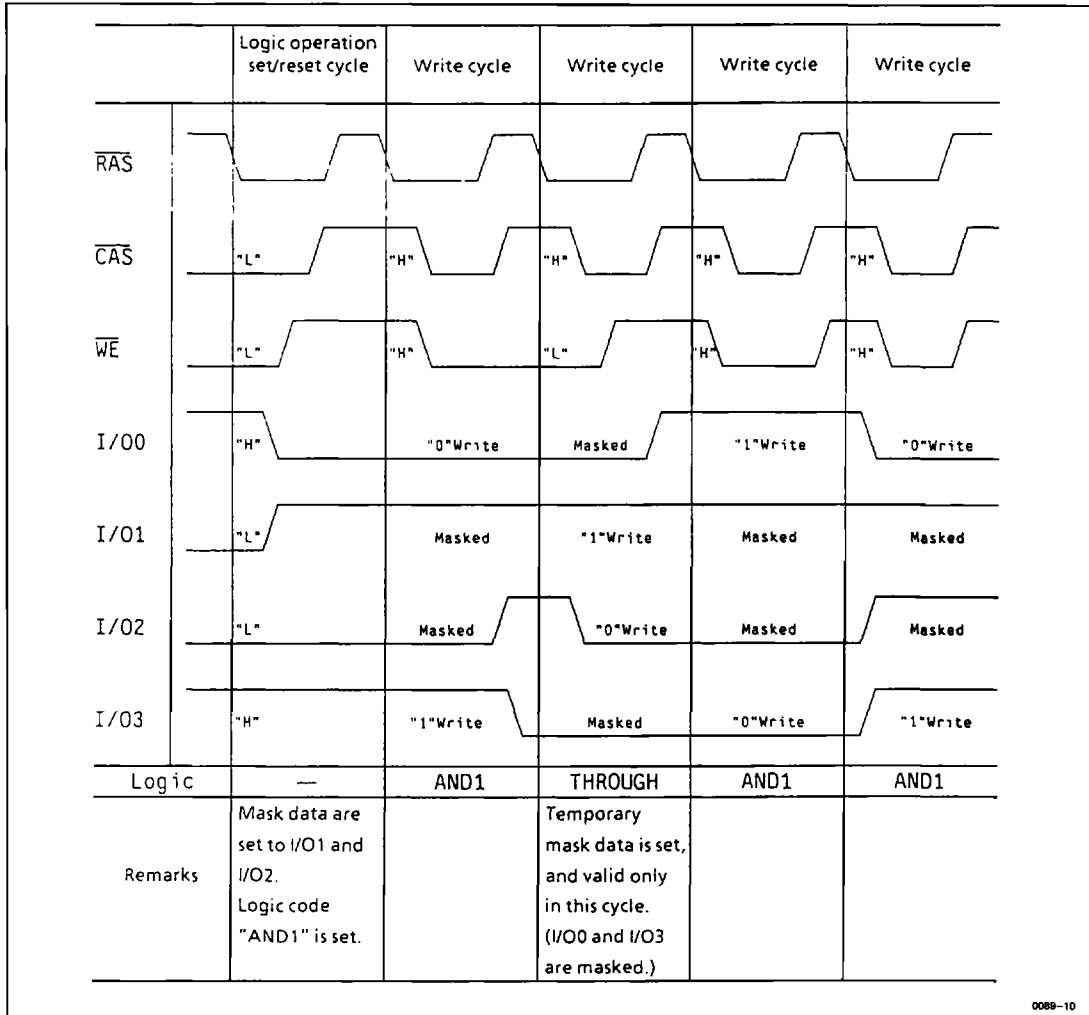 Logic operation
set/reset cycle
Write cycle
Write cycle
Write cycle
Write cycle
RAS
CAS
"L"
"H"
"H"
"H"
"H"
WE
"L"
"H"
"L"
"H"
"H"
I/O0
"H"
"0"Write
Masked
"1"Write
"0"Write
I/O1
"L"
Masked
"1"Write
Masked
Masked
I/O2
"L"
Masked
"0"Write
Masked
Masked
I/O3
"H"
"1"Write
Masked
"0"Write
"1"Write
Logic
—
AND1
THROUGH
AND1
AND1
Remarks
Mask data are
set to I/O1 and
I/O2.
Logic code
"AND1" is set.
Temporary
mask data is set,
and valid only
in this cycle.
(I/O0 and I/O3
are masked.)
0089-10